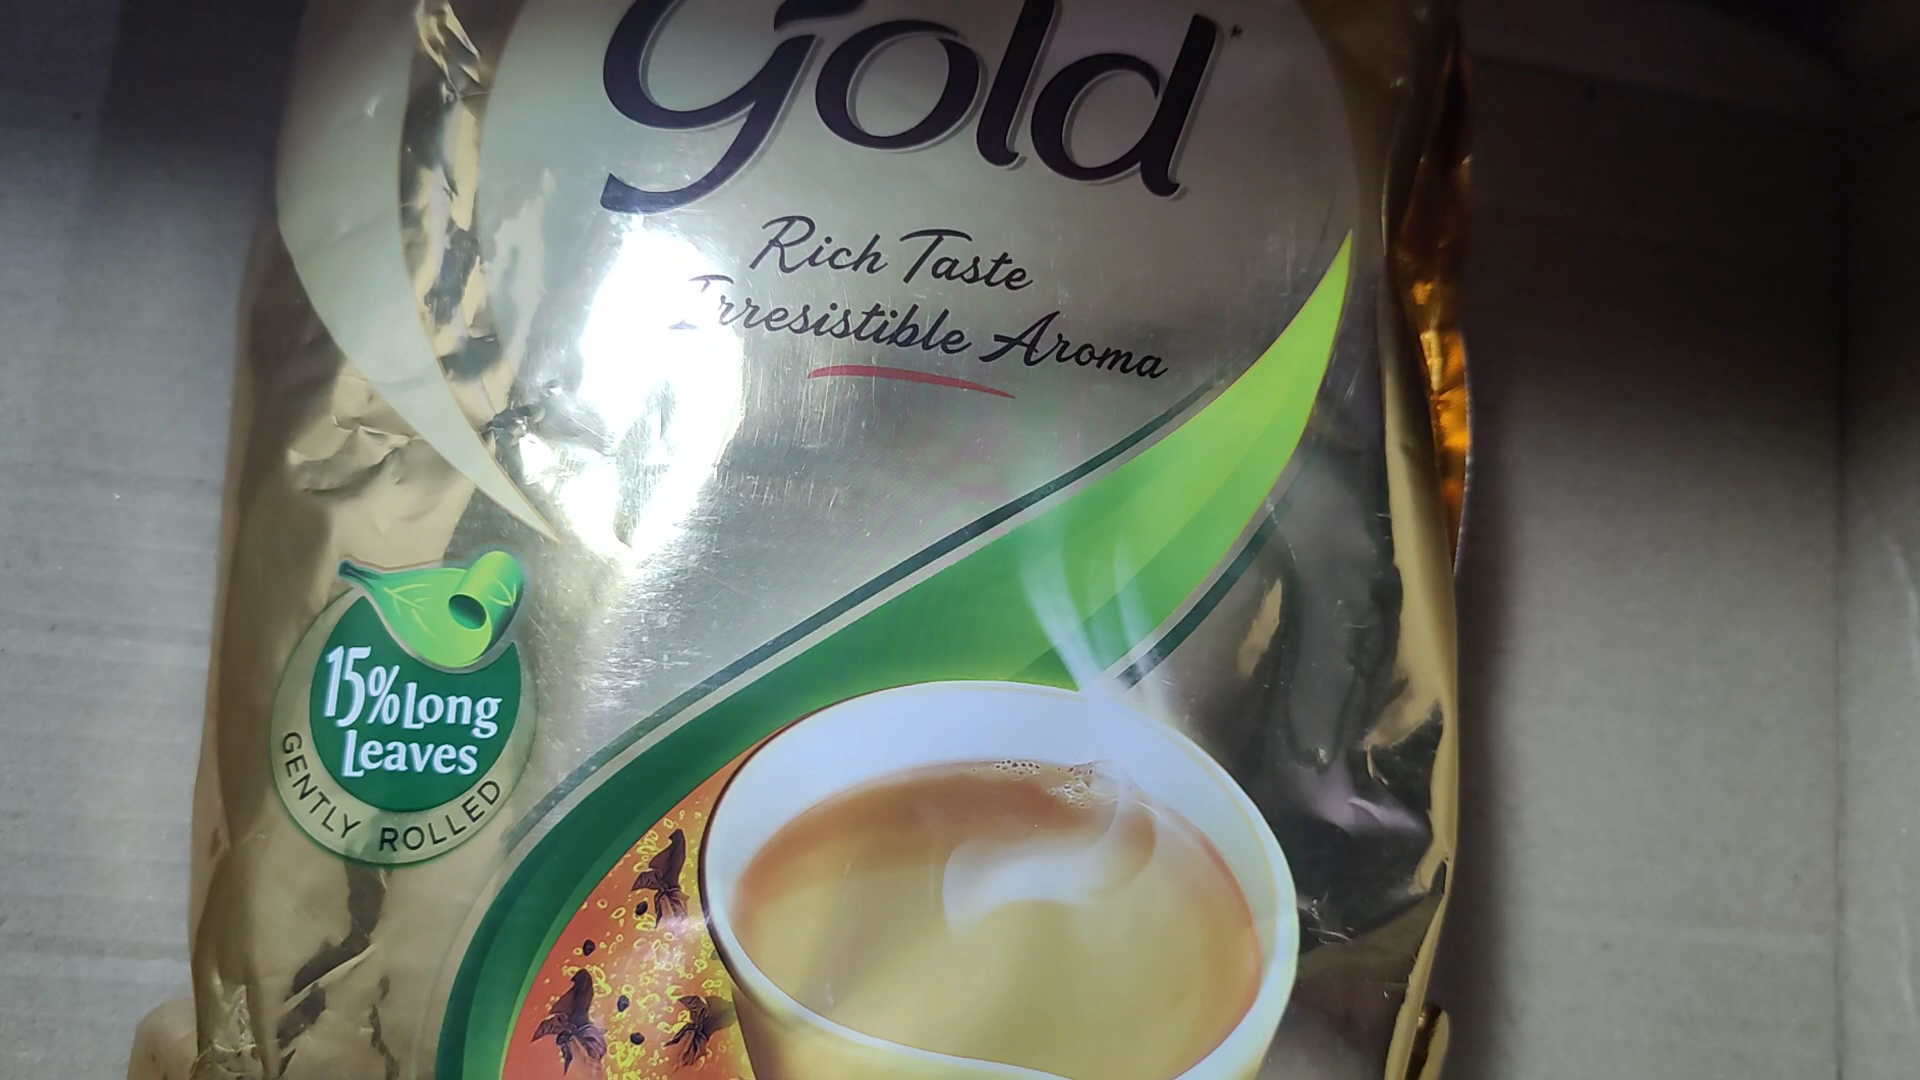 gold*
Rich Taste
Irresistible Aroma
15% Long
Leaves
GENTLY ROLLED